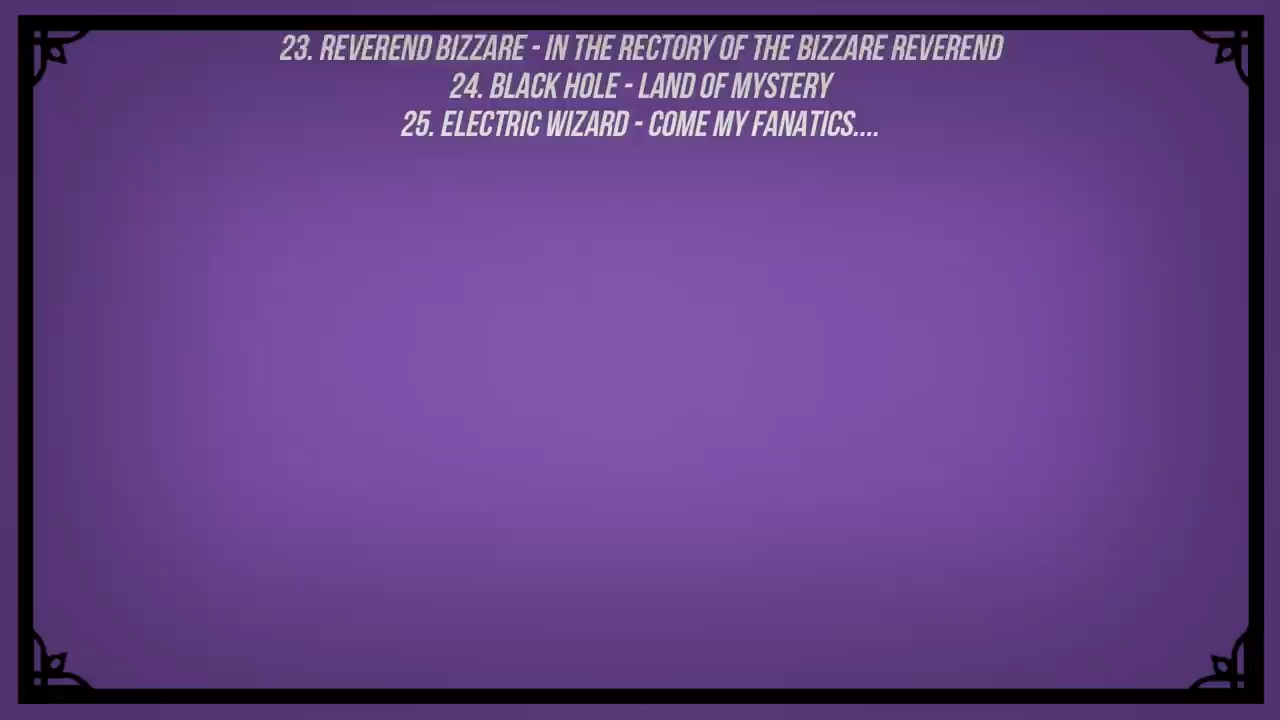 23. REVEREND BIZZARE - IN THE RECTORY OF THE BIZZARE REVEREND
24. BLACK HOLE - LAND OF MYSTERY
25. ELECTRIC WIZARD - COME MY FANATICS....